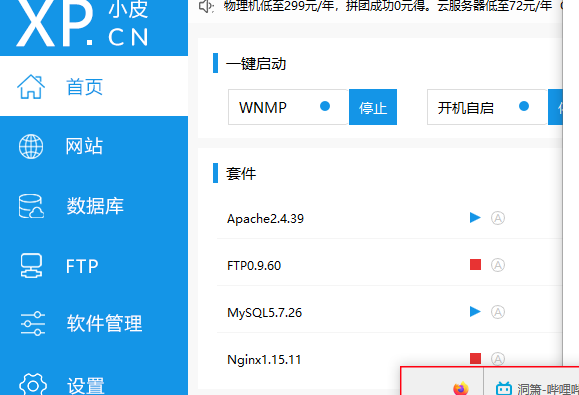 XP.小皮
CN
物理机低至299元/年，拼团成功0元得。云服务器低至72元/年
首页
网站
数据库
FTP
软件管理
设置
一键启动
WNMP 停止 开机自启
套件
Apache2.4.39 A
FTP0.9.60 A
MySQL5.7.26 A
Nginx1.15.11 A
洞箫-哔哩